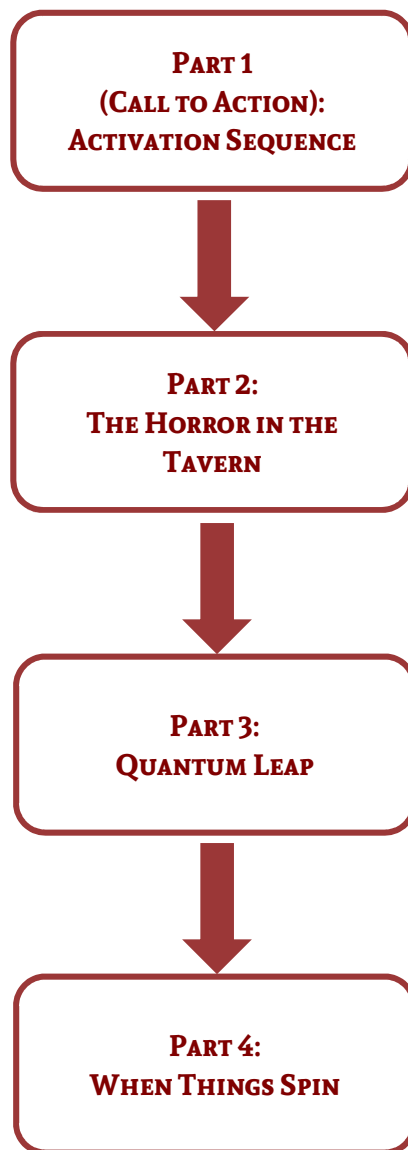 Part 1
(Call to Action):
Activation Sequence
Part 2:
The Horror in the
Tavern
Part 3:
Quantum Leap
Part 4:
When Things Spin